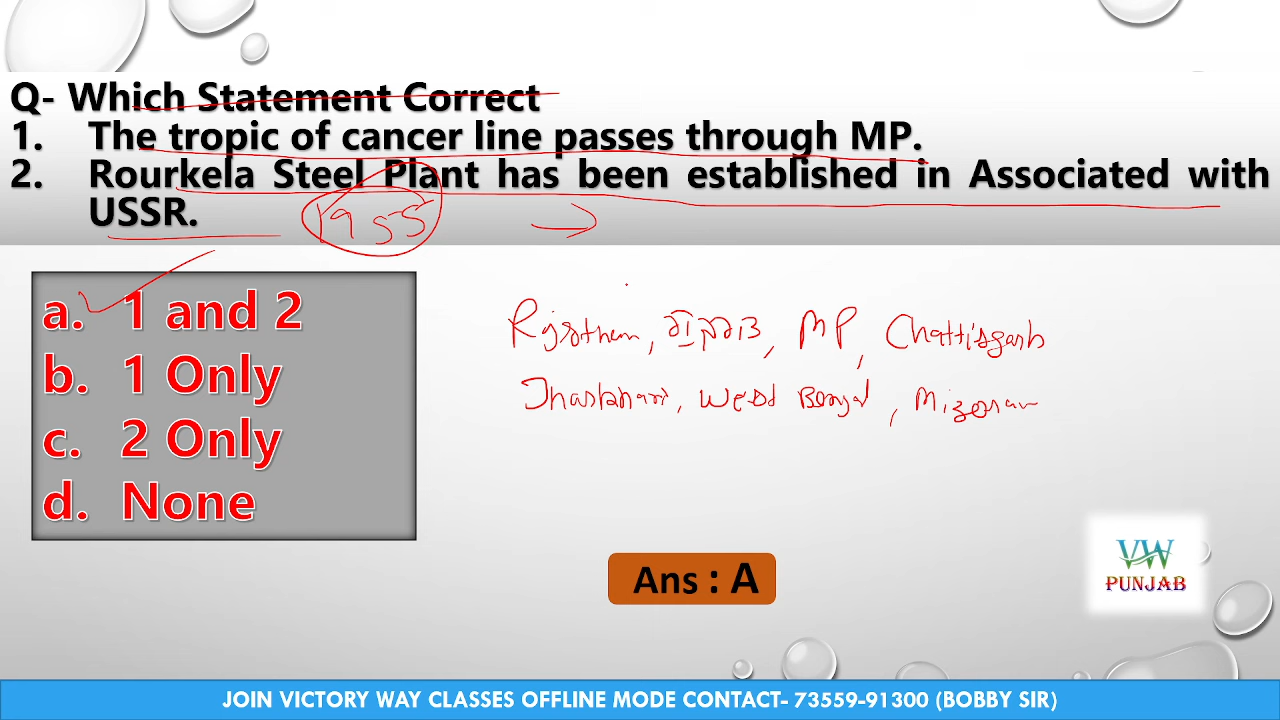 Q- Which Statement Correct
1. The tropic of cancer line passes through MP.
2. Rourkela Steel Plant has been established in Associated with
USSR.
1955
a. 1 and 2
b. 1 Only
c. 2 Only
d. None
Rajasthan, ਗੁਜਰਾਤ, MP, Chattisgarh
Jharkhand, West Bengal, Mizoram
Ans : A
VW
PUNJAB
JOIN VICTORY WAY CLASSES OFFLINE MODE CONTACT- 73559-91300 (BOBBY SIR)